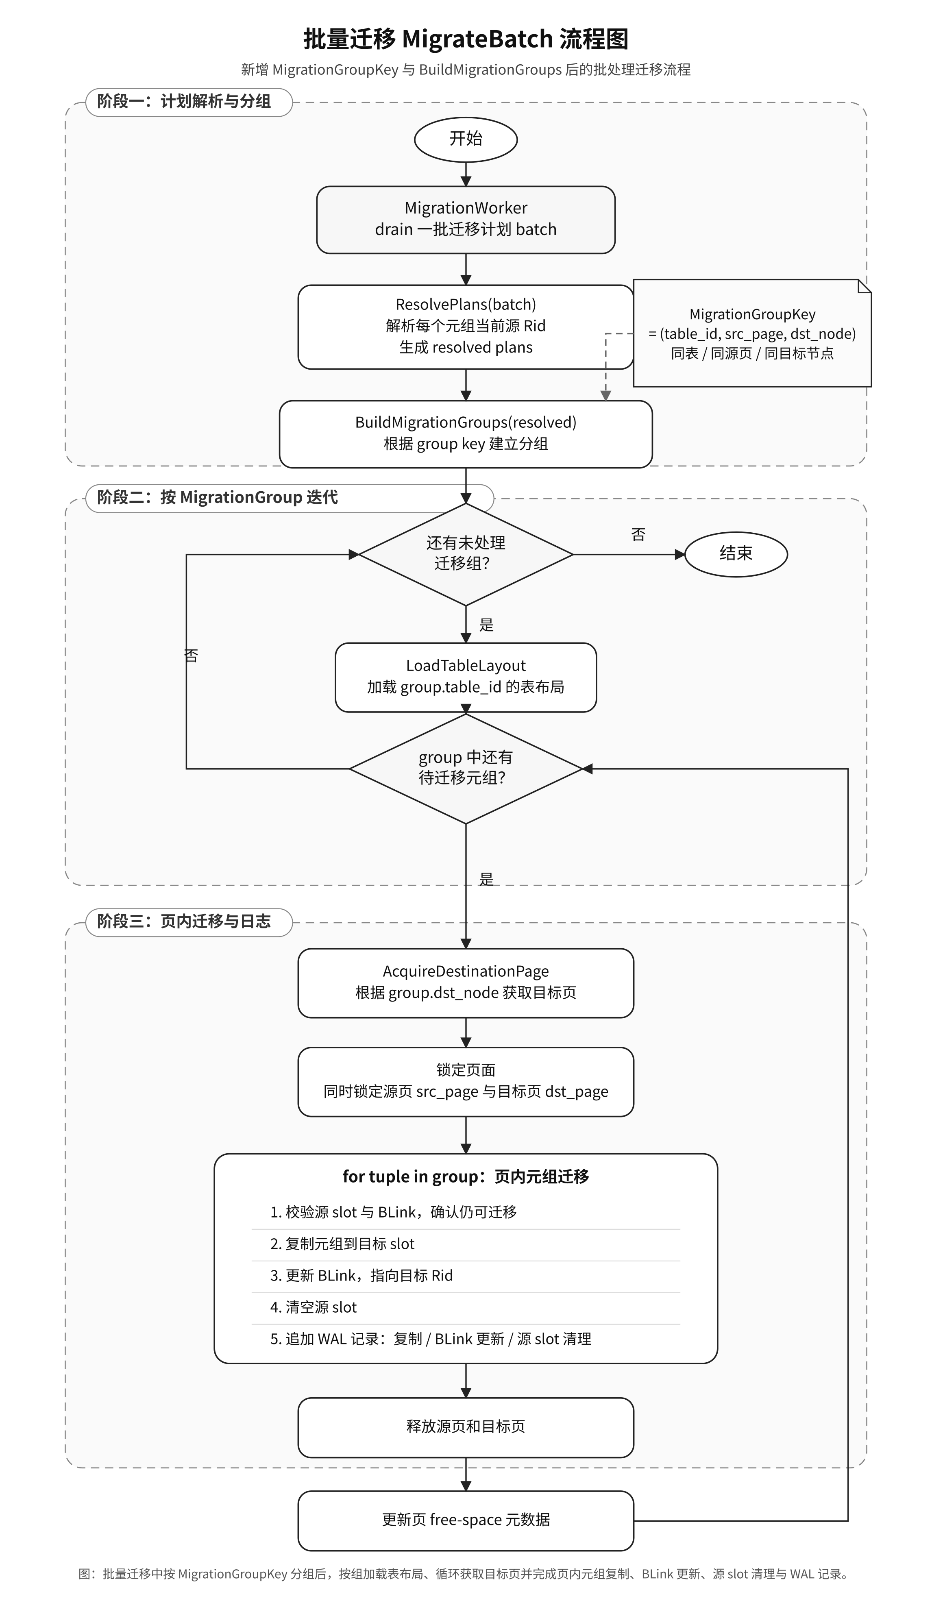 批量迁移 MigrateBatch 流程图
新增 MigrationGroupKey 与 BuildMigrationGroups 后的批处理迁移流程
阶段一：计划解析与分组
开始
MigrationWorker
drain 一批迁移计划 batch
ResolvePlans(batch)
解析每个元组当前源 Rid
生成 resolved plans
MigrationGroupKey
= (table_id, src_page, dst_node)
同表 / 同源页 / 同目标节点
BuildMigrationGroups(resolved)
根据 group key 建立分组
阶段二：按 MigrationGroup 迭代
还有未处理
迁移组？
否
结束
是
否
LoadTableLayout
加载 group.table_id 的表布局
group 中还有
待迁移元组？
是
阶段三：页内迁移与日志
AcquireDestinationPage
根据 group.dst_node 获取目标页
锁定页面
同时锁定源页 src_page 与目标页 dst_page
for tuple in group：页内元组迁移
1. 校验源 slot 与 BLink，确认仍可迁移
2. 复制元组到目标 slot
3. 更新 BLink，指向目标 Rid
4. 清空源 slot
5. 追加 WAL 记录：复制 / BLink 更新 / 源 slot 清理
释放源页和目标页
更新页 free-space 元数据
图：批量迁移中按 MigrationGroupKey 分组后，按组加载表布局、循环获取目标页并完成页内元组复制、BLink 更新、源 slot 清理与 WAL 记录。